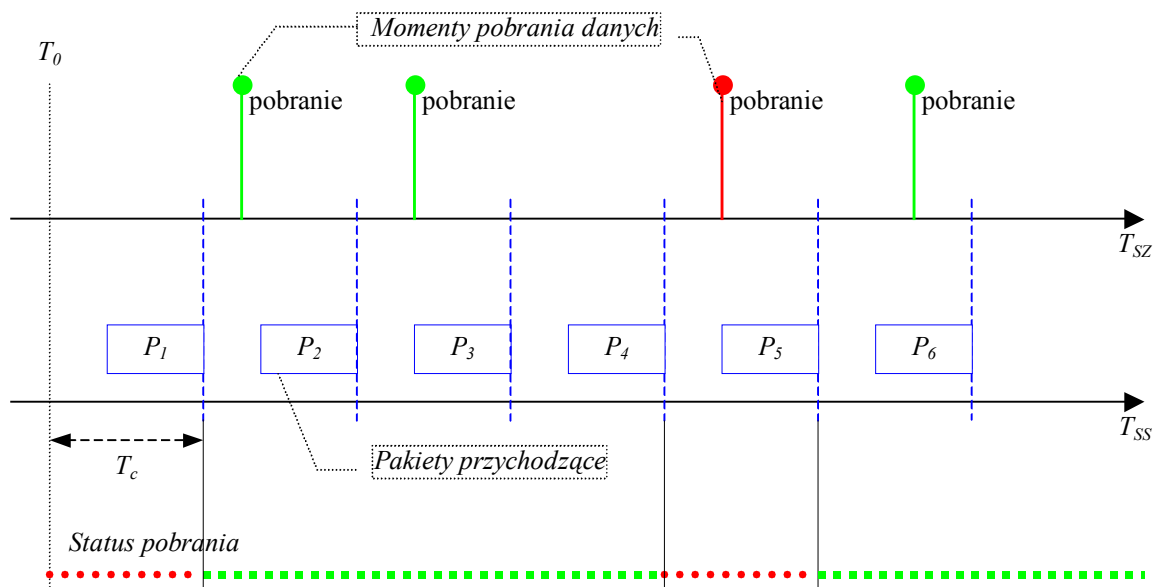 Momenty pobrania danych
T0
pobranie
pobranie
pobranie
pobranie
TSZ
P1
P2
P3
P4
P5
P6
TSS
Tc
Pakiety przychodzące
Status pobrania